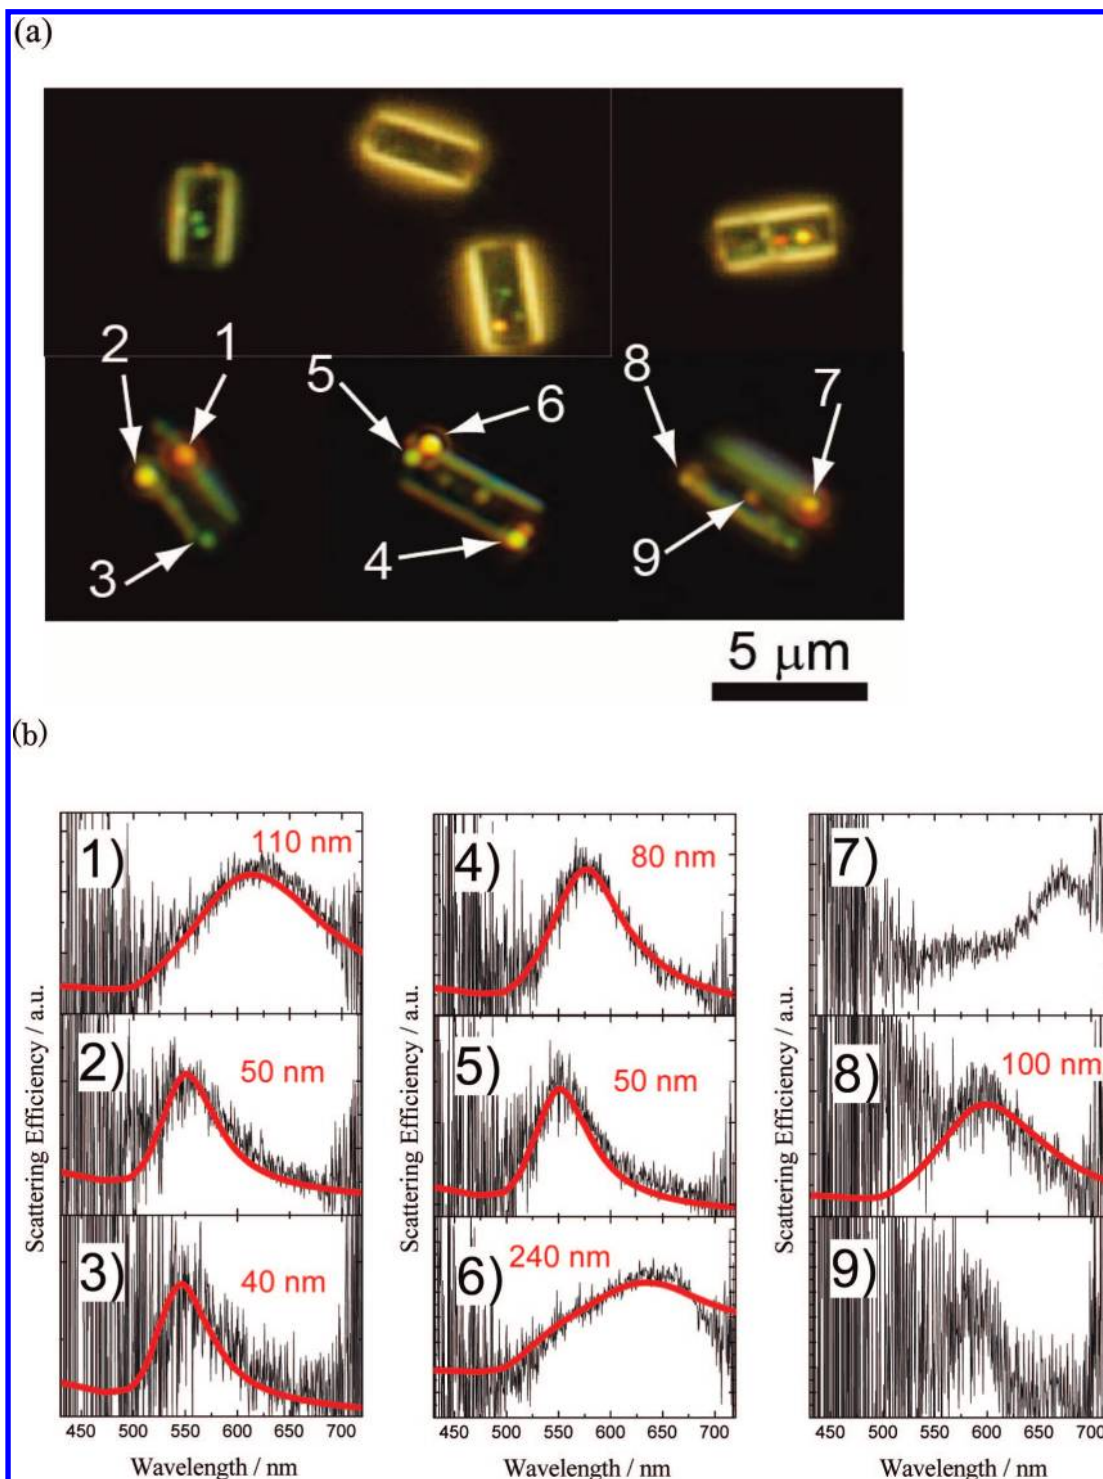 (a)
2 1
5 6
8 7
3
4
9
5 μm
(b)
1) 110 nm
4) 80 nm
7)
2) 50 nm
5) 50 nm
8) 100 nm
3) 40 nm
6) 240 nm
9)
Scattering Efficiency / a.u.
Scattering Efficiency / a.u.
Scattering Efficiency / a.u.
450 500 550 600 650 700
450 500 550 600 650 700
450 500 550 600 650 700
Wavelength / nm
Wavelength / nm
Wavelength / nm